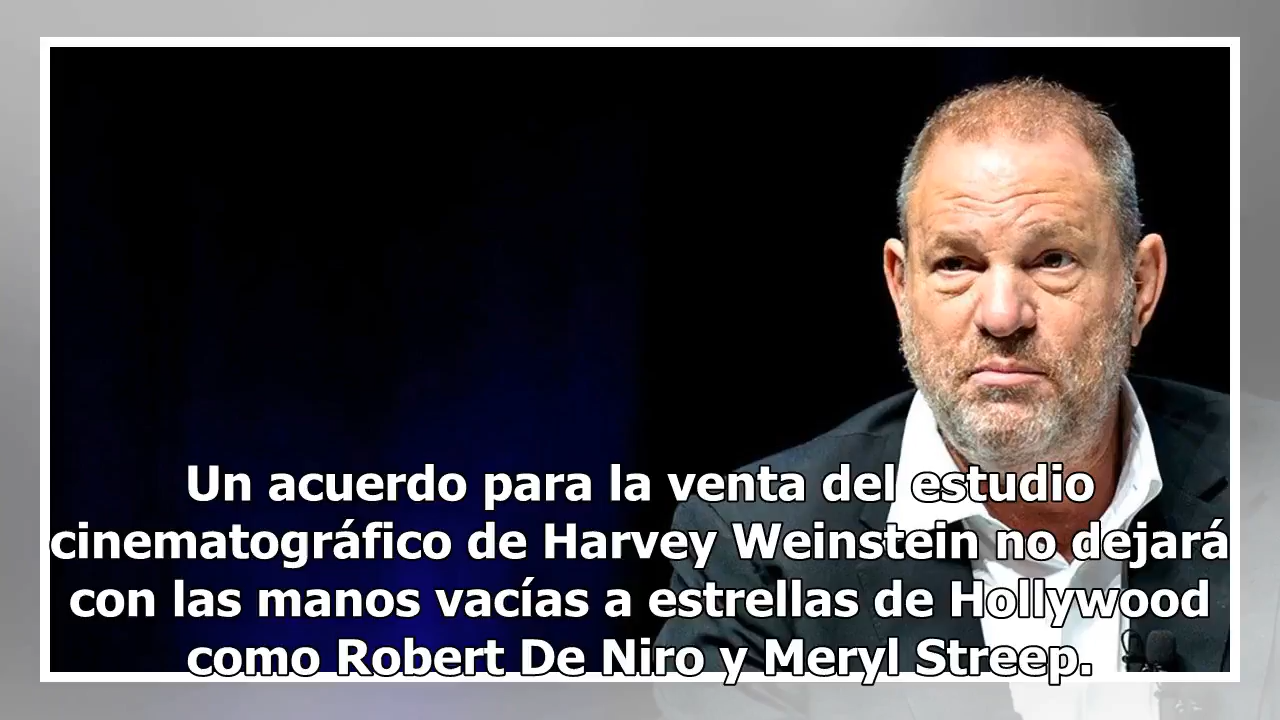 Un acuerdo para la venta del estudio
cinematográfico de Harvey Weinstein no dejará
con las manos vacías a estrellas de Hollywood
como Robert De Niro y Meryl Streep.